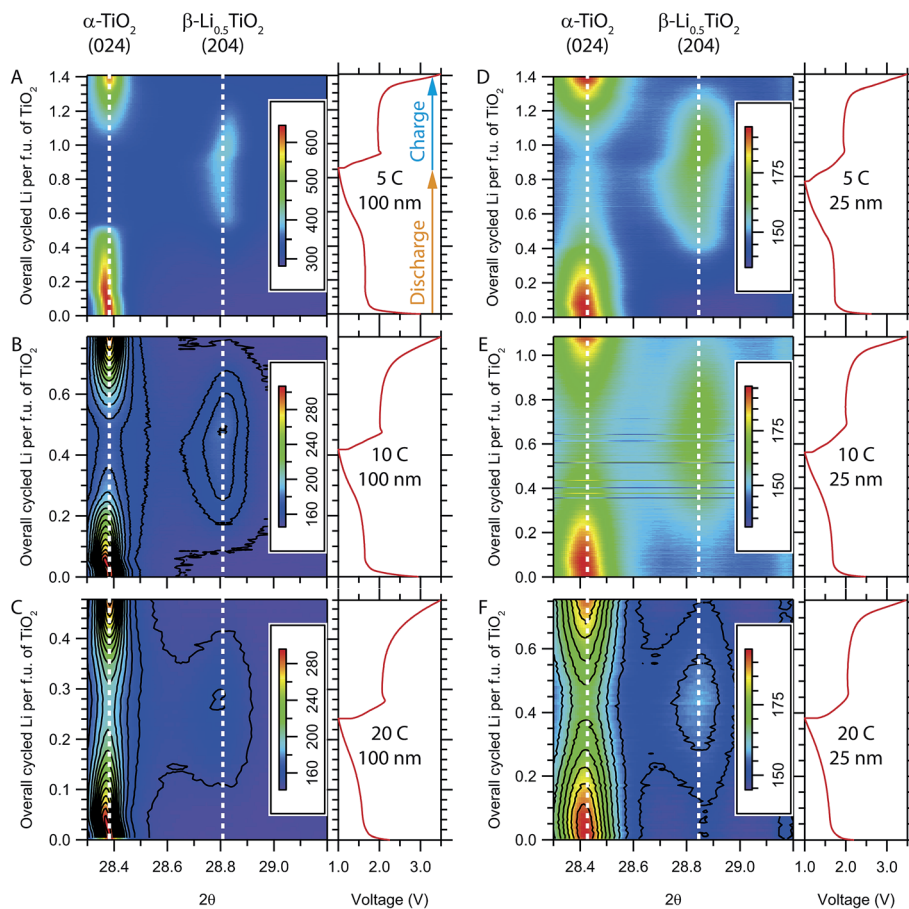 α-TiO2 β-Li0.5TiO2 α-TiO2 β-Li0.5TiO2
(024) (204) (024) (204)
A
Overall cycled Li per f.u. of TiO2
1.4
1.2
1.0
0.8
0.6
0.4
0.2
0.0
600
500
400
300
Charge
Discharge
5 C
100 nm
D
Overall cycled Li per f.u. of TiO2
1.4
1.2
1.0
0.8
0.6
0.4
0.2
0.0
175
150
5 C
25 nm
B
Overall cycled Li per f.u. of TiO2
0.6
0.4
0.2
0.0
280
240
200
160
10 C
100 nm
E
Overall cycled Li per f.u. of TiO2
1.0
0.8
0.6
0.4
0.2
0.0
175
150
10 C
25 nm
C
Overall cycled Li per f.u. of TiO2
0.4
0.3
0.2
0.1
0.0
280
240
200
160
20 C
100 nm
F
Overall cycled Li per f.u. of TiO2
0.6
0.4
0.2
0.0
175
150
20 C
25 nm
28.4 28.6 28.8 29.0 1.0 2.0 3.0 28.4 28.6 28.8 29.0 1.0 2.0 3.0
2θ Voltage (V) 2θ Voltage (V)